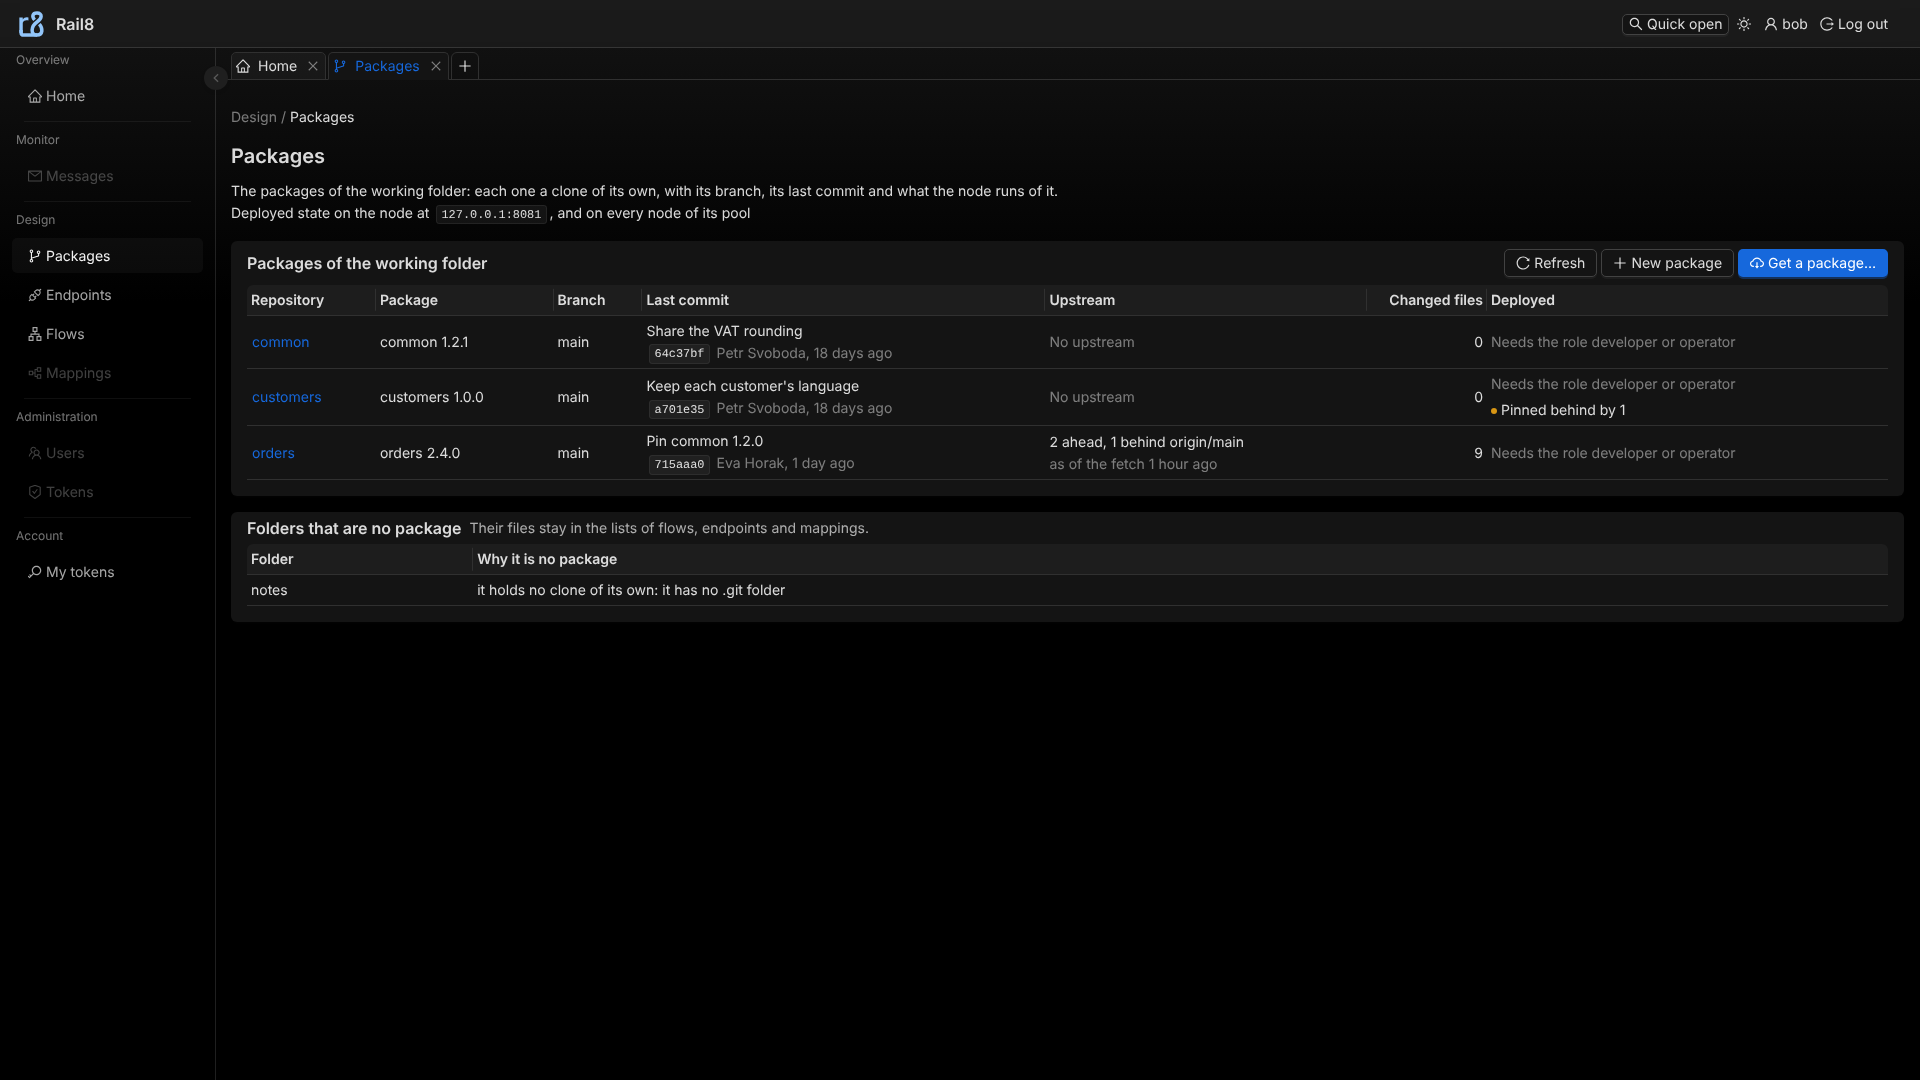 Rail8
Quick open
bob
Log out
Overview
Home
Monitor
Messages
Design
Packages
Endpoints
Flows
Mappings
Administration
Users
Tokens
Account
My tokens
Home
Packages
Design / Packages
Packages
The packages of the working folder: each one a clone of its own, with its branch, its last commit and what the node runs of it.
Deployed state on the node at 127.0.0.1:8081, and on every node of its pool
Packages of the working folder
Refresh
New package
Get a package...
Repository Package Branch Last commit Upstream Changed files Deployed
common common 1.2.1 main Share the VAT rounding No upstream 0 Needs the role developer or operator
64c37bf Petr Svoboda, 18 days ago
customers customers 1.0.0 main Keep each customer's language No upstream 0 Needs the role developer or operator
a701e35 Petr Svoboda, 18 days ago Pinned behind by 1
orders orders 2.4.0 main Pin common 1.2.0 2 ahead, 1 behind origin/main 9 Needs the role developer or operator
715aaa0 Eva Horak, 1 day ago as of the fetch 1 hour ago
Folders that are no package Their files stay in the lists of flows, endpoints and mappings.
Folder Why it is no package
notes it holds no clone of its own: it has no .git folder